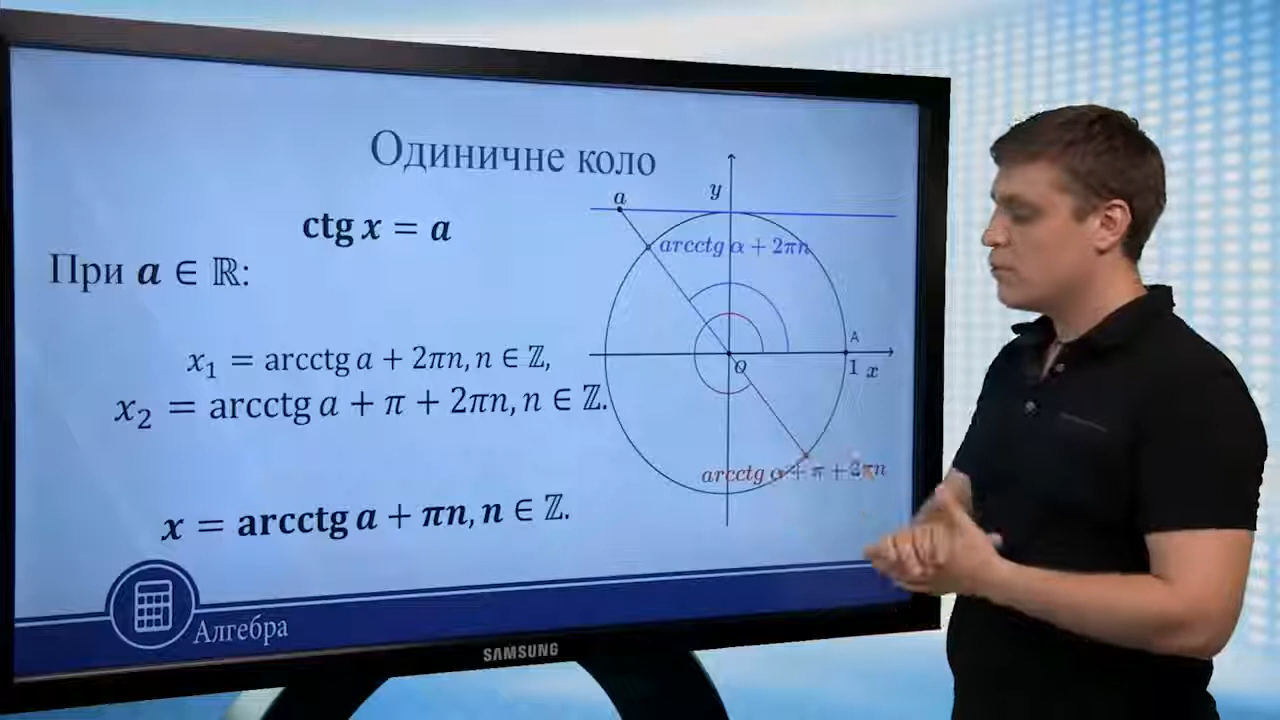 Одиничне коло
ctg x = a
При a ∈ ℝ:
x₁ = arcctg a + 2πn, n ∈ ℤ,
x₂ = arcctg a + π + 2πn, n ∈ ℤ.
x = arcctg a + πn, n ∈ ℤ.
y
a
arcctg α + 2πn
A
O
1 x
arcctg α + π + 2πn
Алгебра
SAMSUNG